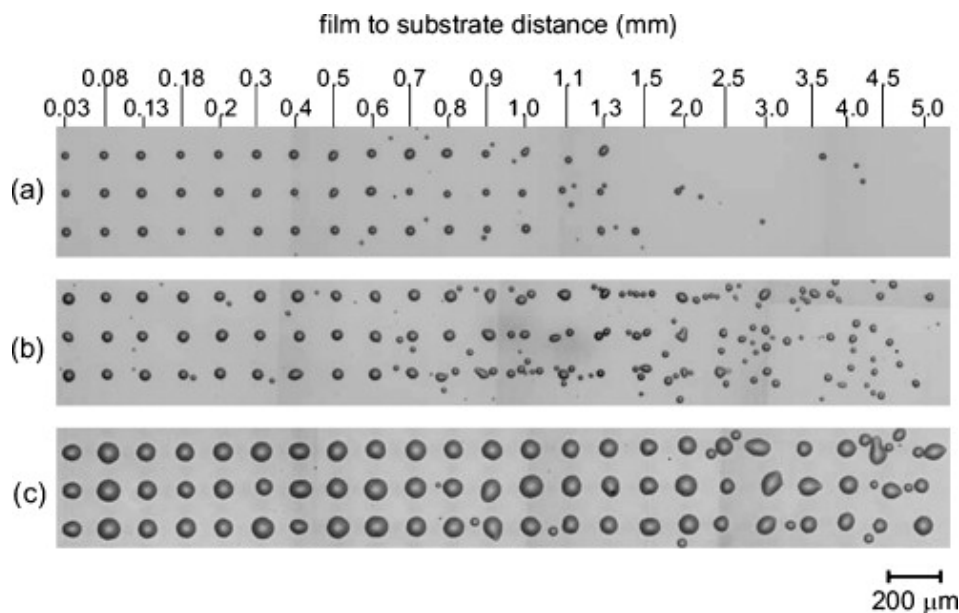 film to substrate distance (mm)
0.08 0.18 0.3 0.5 0.7 0.9 1.1 1.5 2.5 3.5 4.5
0.03 0.13 0.2 0.4 0.6 0.8 1.0 1.3 2.0 3.0 4.0 5.0
(a)
(b)
(c)
200 μm